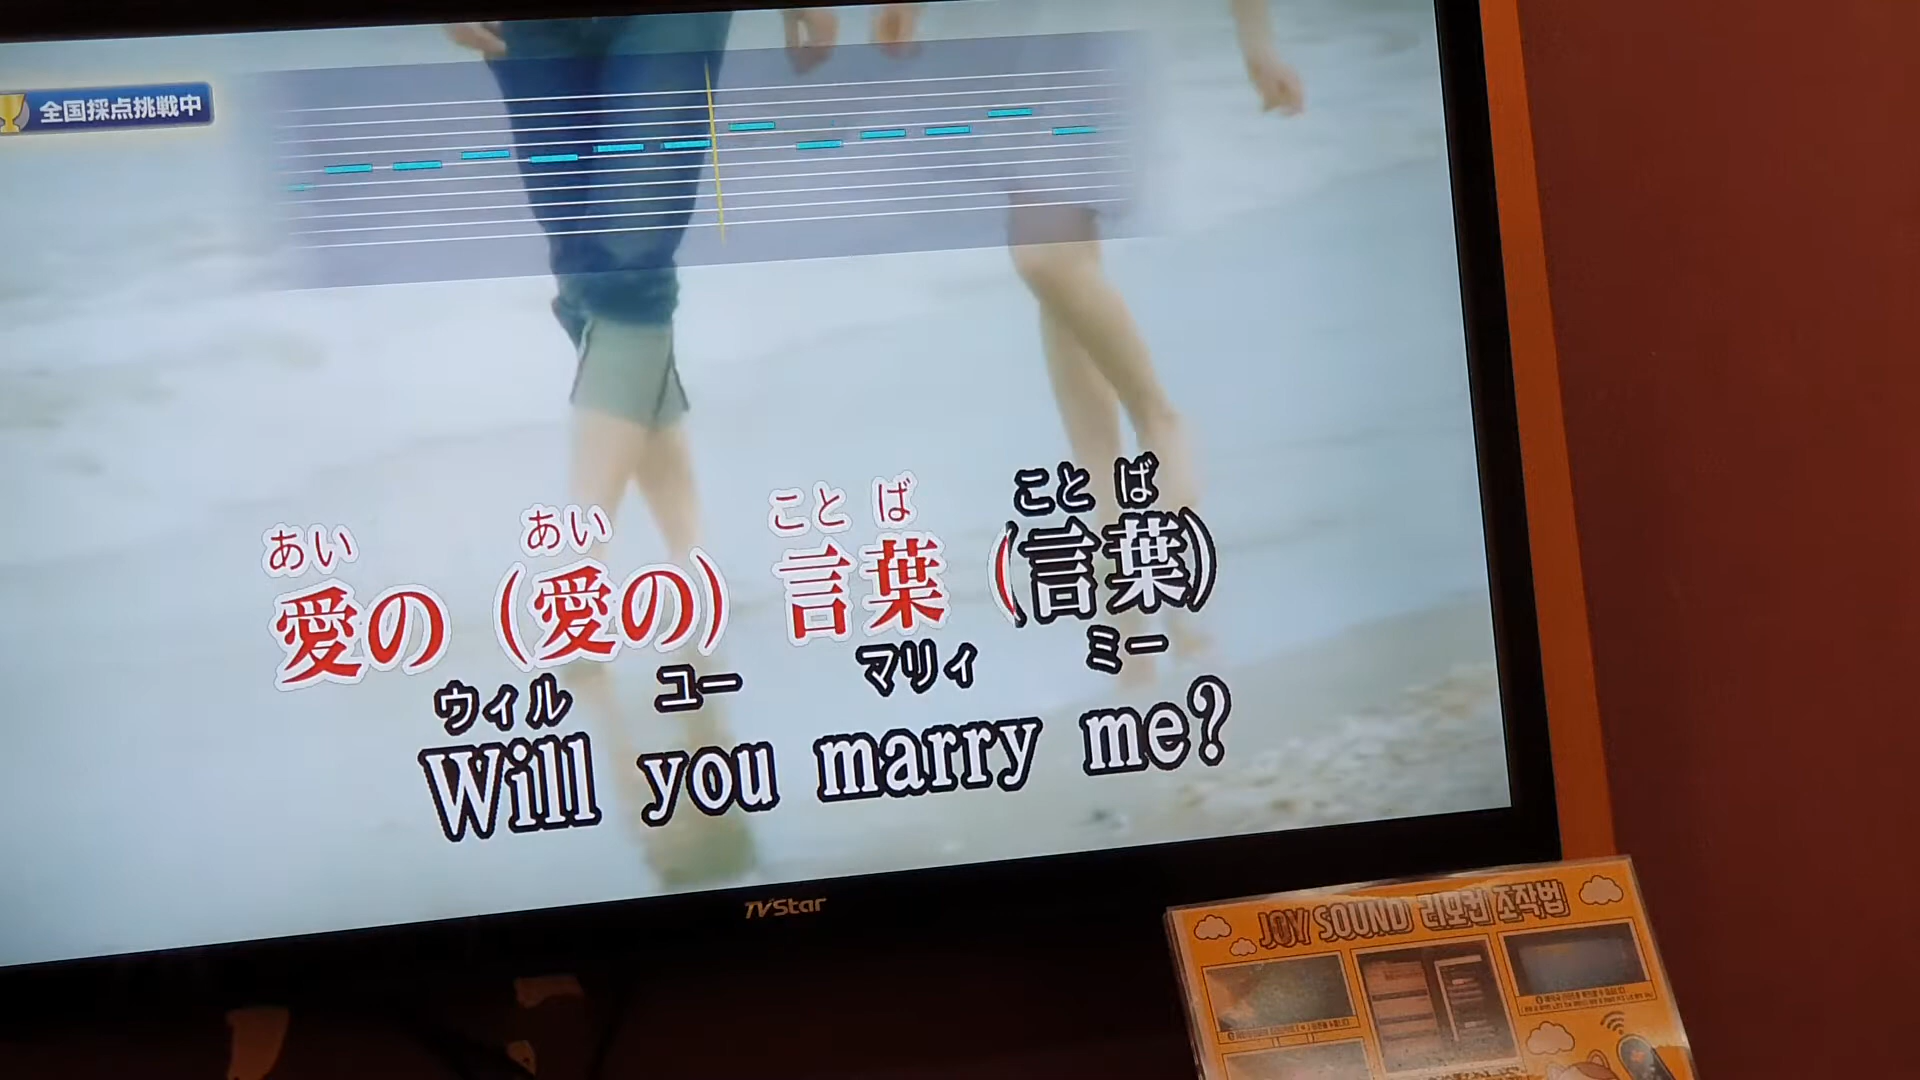 全国採点挑戦中
あい あい こと ば こと ば
愛の (愛の) 言葉 (言葉)
ウィル ユー マリィ ミー
Will you marry me?
TVStar
JOY SOUND 리모컨 조작법